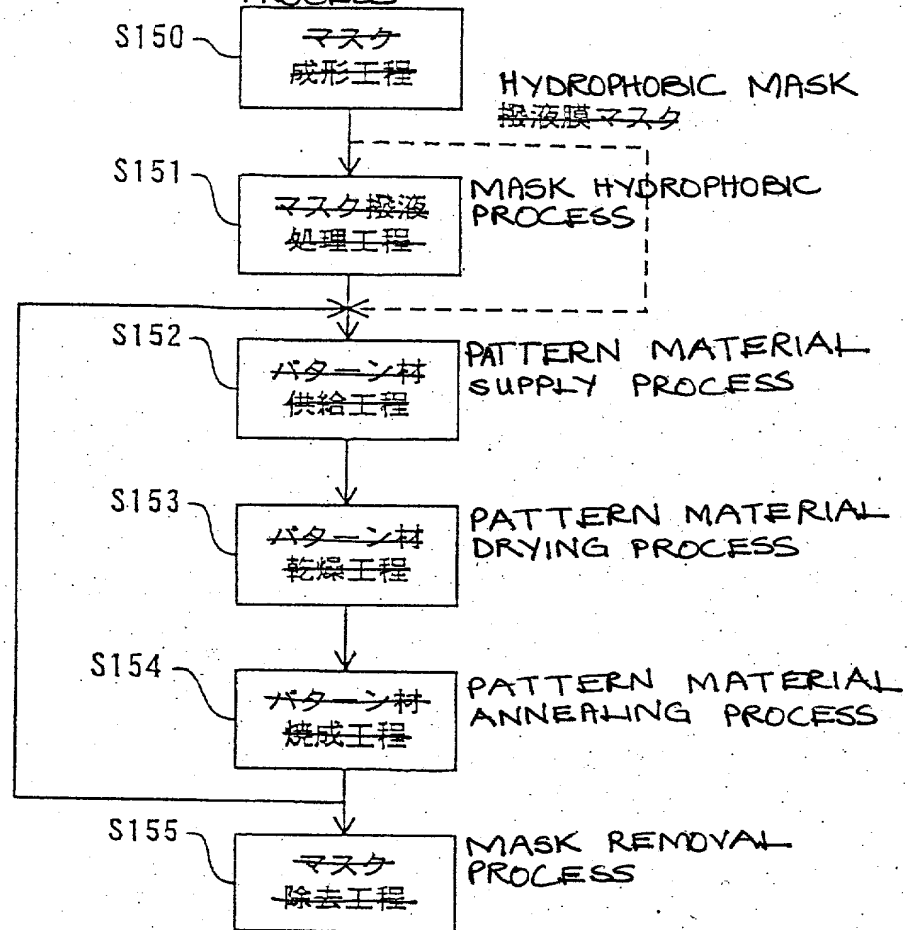 PROCESS
S150
マスク
成形工程
HYDROPHOBIC MASK
撥液膜マスク
S151
マスク撥液
処理工程
MASK HYDROPHOBIC
PROCESS
S152
パターン材
供給工程
PATTERN MATERIAL
SUPPLY PROCESS
S153
パターン材
乾燥工程
PATTERN MATERIAL
DRYING PROCESS
S154
パターン材
焼成工程
PATTERN MATERIAL
ANNEALING PROCESS
S155
マスク
除去工程
MASK REMOVAL
PROCESS